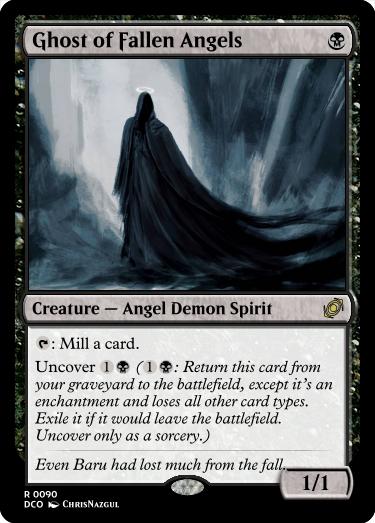 Ghost of Fallen Angels
Creature — Angel Demon Spirit
: Mill a card.
Uncover 1 ( 1 : Return this card from
your graveyard to the battlefield, except it's an
enchantment and loses all other card types.
Exile it if it would leave the battlefield.
Uncover only as a sorcery.)
Even Baru had lost much from the fall.
1/1
R 0090
DCO ChrisNazgul